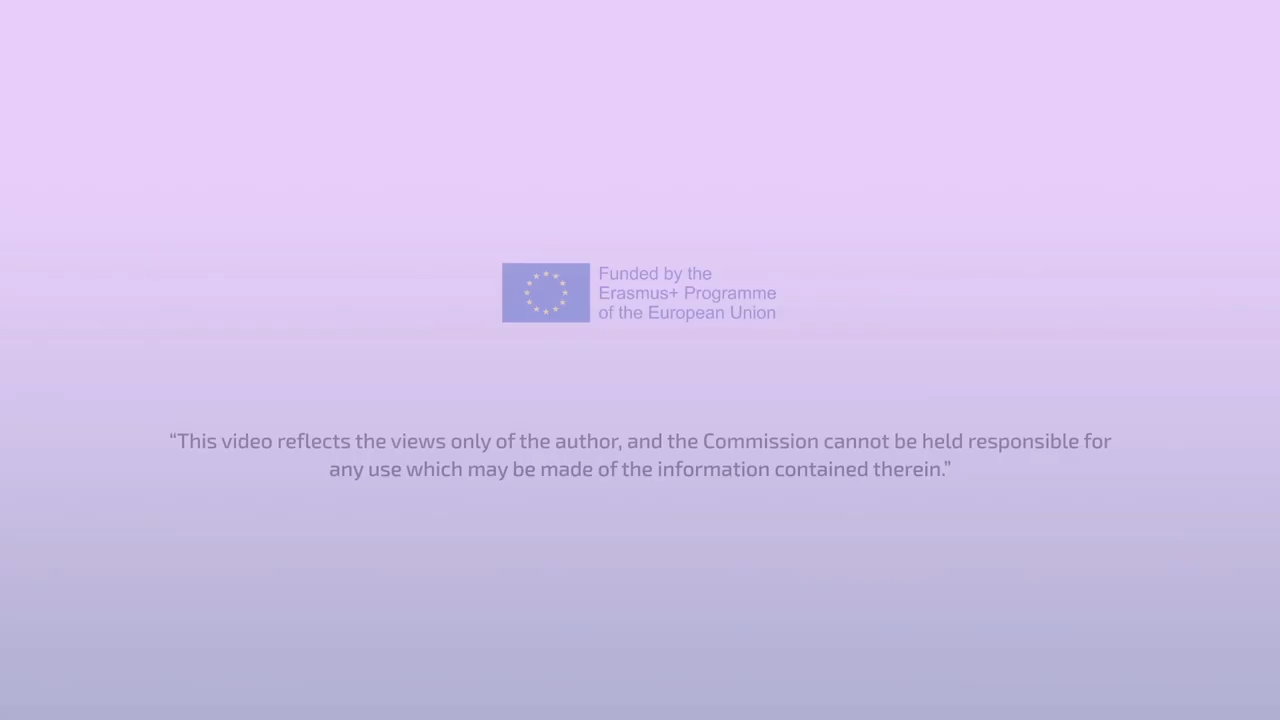 Funded by the
Erasmus+ Programme
of the European Union
“This video reflects the views only of the author, and the Commission cannot be held responsible for
any use which may be made of the information contained therein.”